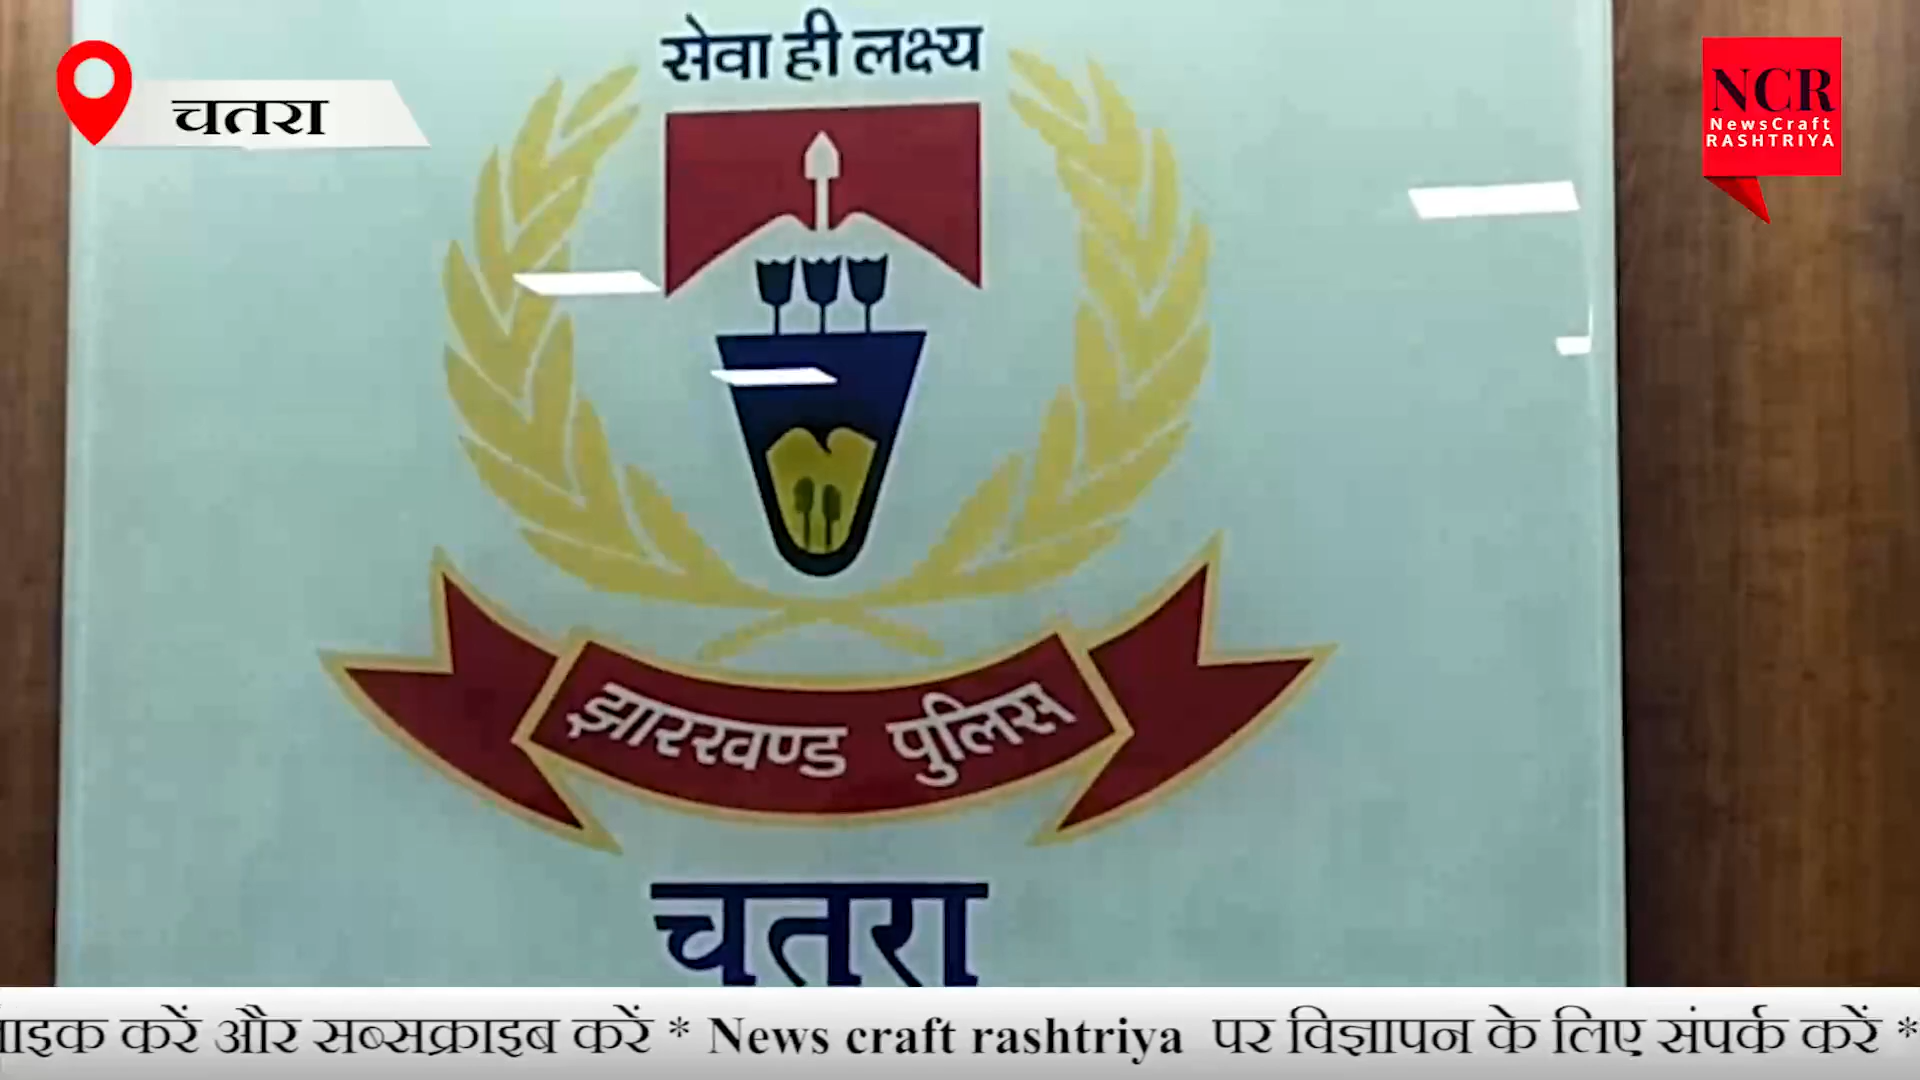 सेवा ही लक्ष्य
चतरा
NCR
NewsCraft
RASHTRIYA
झारखण्ड पुलिस
चतरा
करें और सब्सक्राइब करें * News craft rashtriya पर विज्ञापन के लिए संपर्क करें *